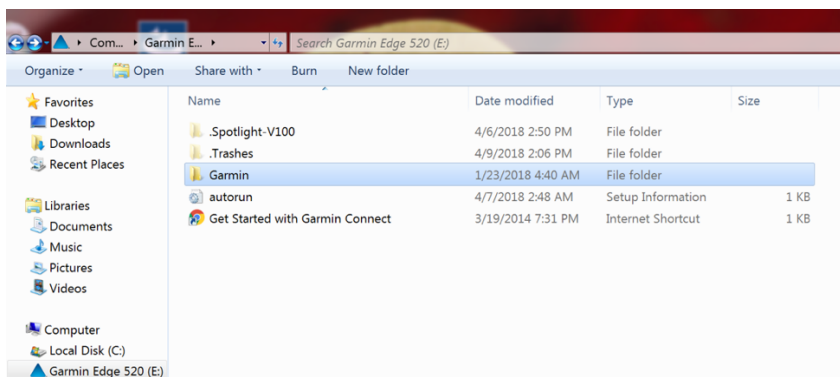 Com... Garmin E... Search Garmin Edge 520 (E:)
Organize Open Share with Burn New folder
Favorites
Desktop
Downloads
Recent Places
Libraries
Documents
Music
Pictures
Videos
Computer
Local Disk (C:)
Garmin Edge 520 (E:)
Name Date modified Type Size
.Spotlight-V100 4/6/2018 2:50 PM File folder
.Trashes 4/9/2018 2:06 PM File folder
Garmin 1/23/2018 4:40 AM File folder
autorun 4/7/2018 2:48 AM Setup Information 1 KB
Get Started with Garmin Connect 3/19/2014 7:31 PM Internet Shortcut 1 KB